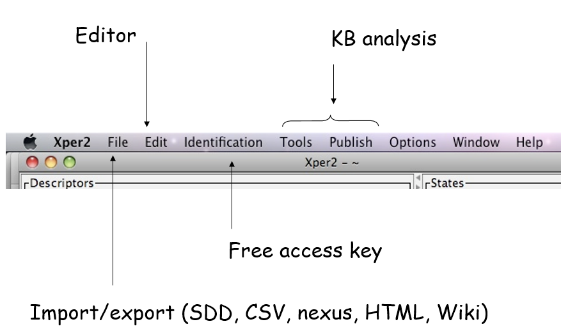 Editor
KB analysis
Xper2 File Edit Identification Tools Publish Options Window Help
Xper2 - ~
Descriptors States
Free access key
Import/export (SDD, CSV, nexus, HTML, Wiki)